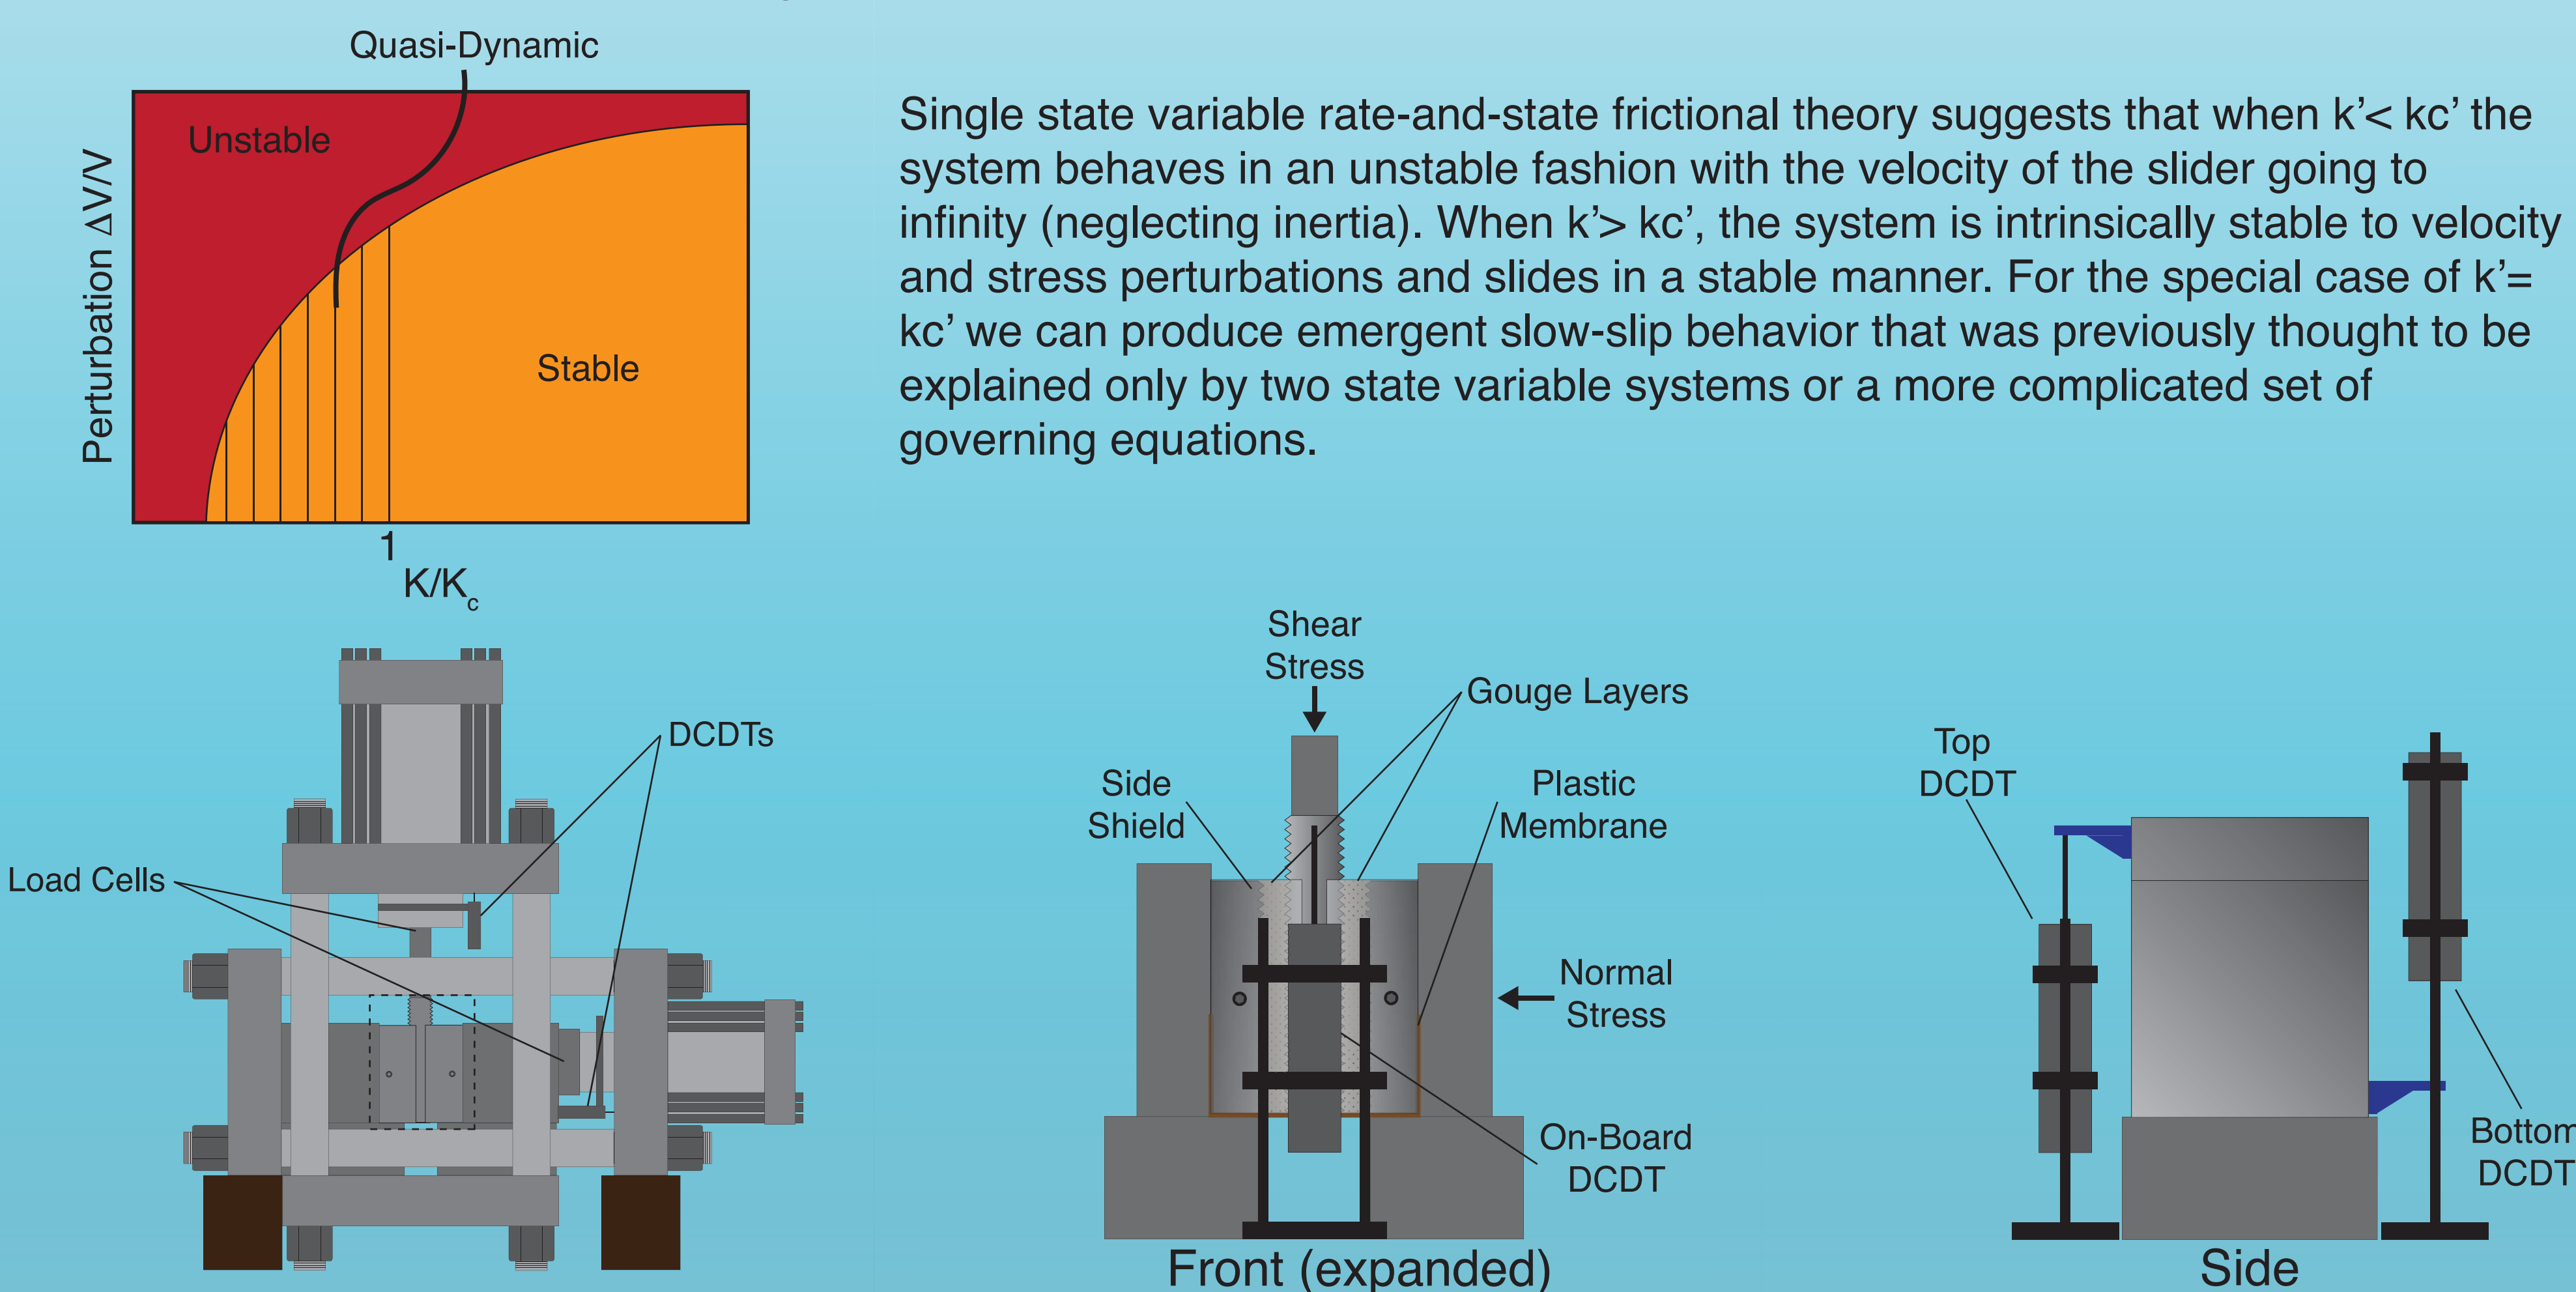 Quasi-Dynamic
Unstable
Stable
Perturbation ΔV/V
1
K/Kc
Single state variable rate-and-state frictional theory suggests that when k’< kc’ the
system behaves in an unstable fashion with the velocity of the slider going to
infinity (neglecting inertia). When k’> kc’, the system is intrinsically stable to velocity
and stress perturbations and slides in a stable manner. For the special case of k’=
kc’ we can produce emergent slow-slip behavior that was previously thought to be
explained only by two state variable systems or a more complicated set of
governing equations.
DCDTs
Load Cells
Shear
Stress
Gouge Layers
Side
Shield
Plastic
Membrane
Normal
Stress
On-Board
DCDT
Front (expanded)
Top
DCDT
Bottom
DCDT
Side